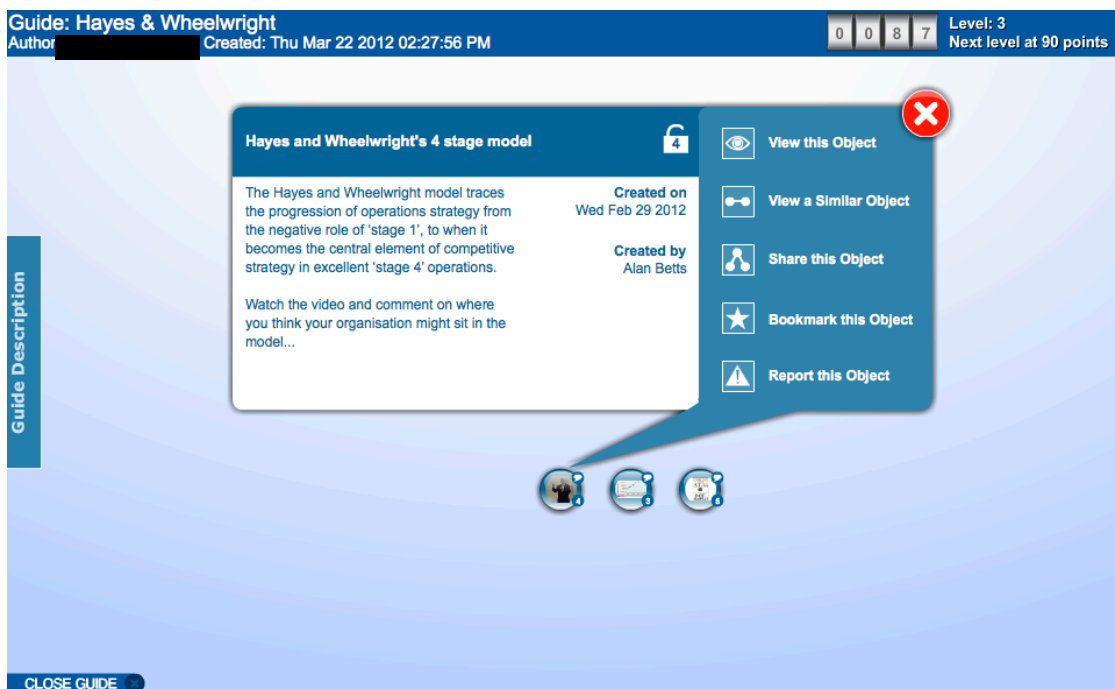 Guide: Hayes & Wheelwright
Author
Created: Thu Mar 22 2012 02:27:56 PM
0 0 8 7
Level: 3
Next level at 90 points
Hayes and Wheelwright's 4 stage model
4
The Hayes and Wheelwright model traces
the progression of operations strategy from
the negative role of 'stage 1', to when it
becomes the central element of competitive
strategy in excellent 'stage 4' operations.
Watch the video and comment on where
you think your organisation might sit in the
model...
Created on
Wed Feb 29 2012
Created by
Alan Betts
View this Object
View a Similar Object
Share this Object
Bookmark this Object
Report this Object
Guide Description
4
3
5
CLOSE GUIDE